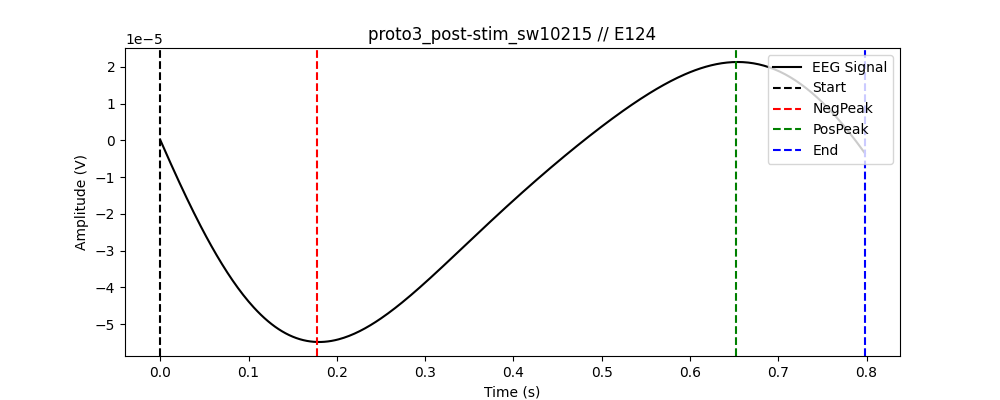 proto3_post-stim_sw10215 // E124
1e−5
2
1
0
−1
−2
−3
−4
−5
Amplitude (V)
EEG Signal
Start
NegPeak
PosPeak
End
0.0 0.1 0.2 0.3 0.4 0.5 0.6 0.7 0.8
Time (s)